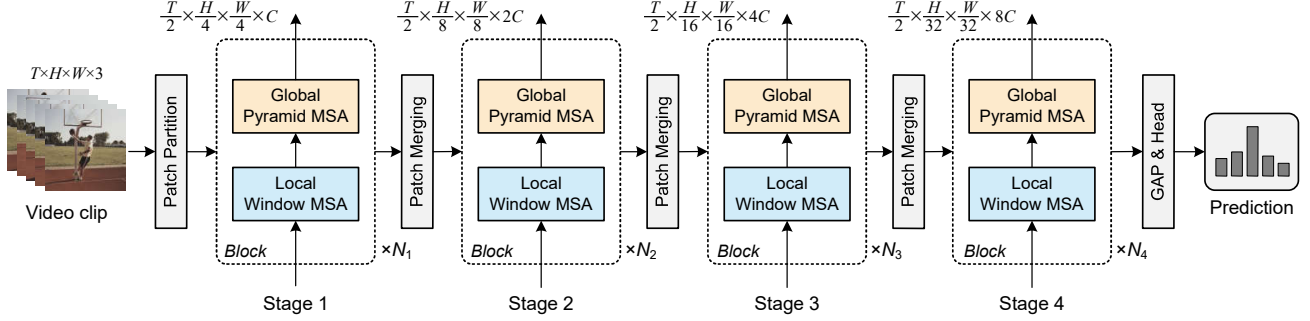 T×H×W×3
Video clip
Patch Partition
T/2×H/4×W/4×C
Global
Pyramid MSA
Local
Window MSA
Block
×N1
Stage 1
Patch Merging
T/2×H/8×W/8×2C
Global
Pyramid MSA
Local
Window MSA
Block
×N2
Stage 2
Patch Merging
T/2×H/16×W/16×4C
Global
Pyramid MSA
Local
Window MSA
Block
×N3
Stage 3
Patch Merging
T/2×H/32×W/32×8C
Global
Pyramid MSA
Local
Window MSA
Block
×N4
Stage 4
GAP & Head
Prediction